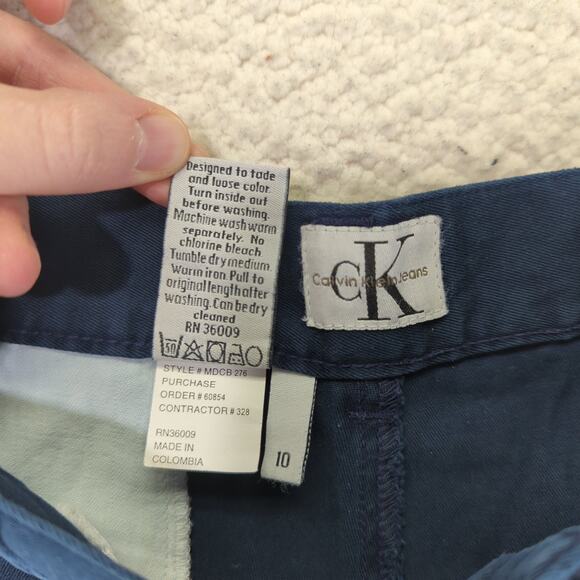 Designed to tade
and loose color.
Turn inside out
before washing.
Machine wash warm
separately. No
chlorine bleach
Tumble dry medium.
Warm iron. Pull to
original length after
washing. Can be dry
cleaned
RN 36009
50
STYLE # MDCB 276
PURCHASE
ORDER # 60854
CONTRACTOR # 328
RN36009
MADE IN
COLOMBIA
10
CK
Calvin Klein Jeans